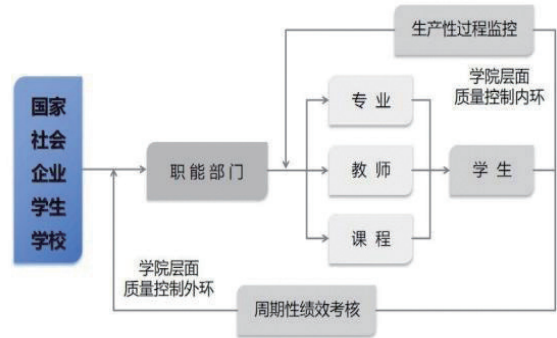 生产性过程监控
学院层面
质量控制内环
国家
社会
企业
学生
学校
专 业
职能部门
教 师
学 生
课 程
学院层面
质量控制外环
周期性绩效考核